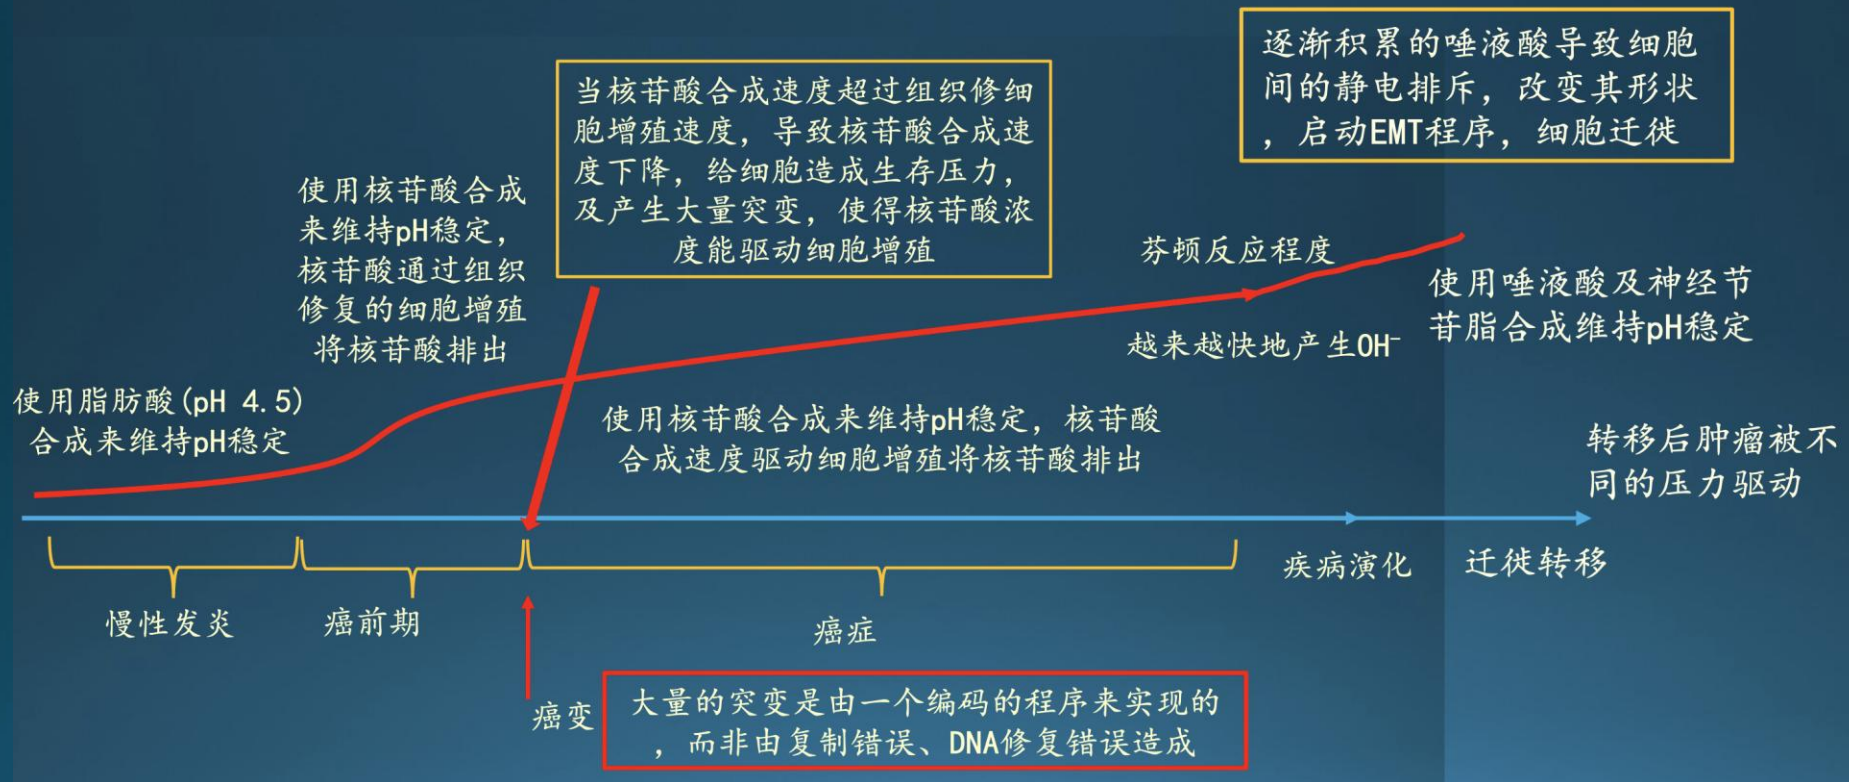 逐渐积累的唾液酸导致细胞
间的静电排斥，改变其形状
，启动EMT程序，细胞迁徙
当核苷酸合成速度超过组织修细
胞增殖速度，导致核苷酸合成速
度下降，给细胞造成生存压力，
及产生大量突变，使得核苷酸浓
度能驱动细胞增殖
使用核苷酸合成
来维持pH稳定，
核苷酸通过组织
修复的细胞增殖
将核苷酸排出
芬顿反应程度
使用唾液酸及神经节
苷脂合成维持pH稳定
越来越快地产生OH⁻
使用脂肪酸(pH 4.5)
合成来维持pH稳定
使用核苷酸合成来维持pH稳定，核苷酸
合成速度驱动细胞增殖将核苷酸排出
转移后肿瘤被不
同的压力驱动
疾病演化
迁徙转移
慢性发炎
癌前期
癌症
癌变
大量的突变是由一个编码的程序来实现的
，而非由复制错误、DNA修复错误造成